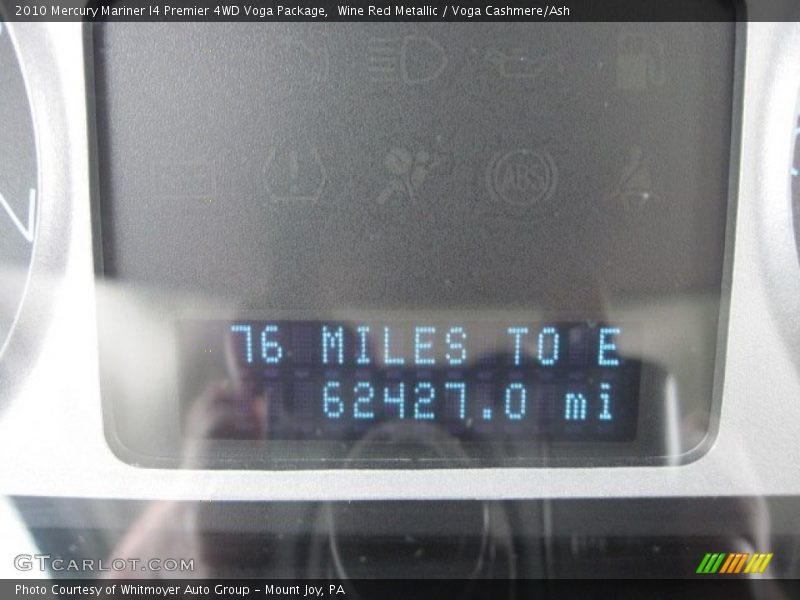 2010 Mercury Mariner I4 Premier 4WD Voga Package,  Wine Red Metallic / Voga Cashmere/Ash
ABS
76 MILES TO E
62427.0 mi
GTCARLOT.COM
Photo Courtesy of Whitmoyer Auto Group - Mount Joy, PA